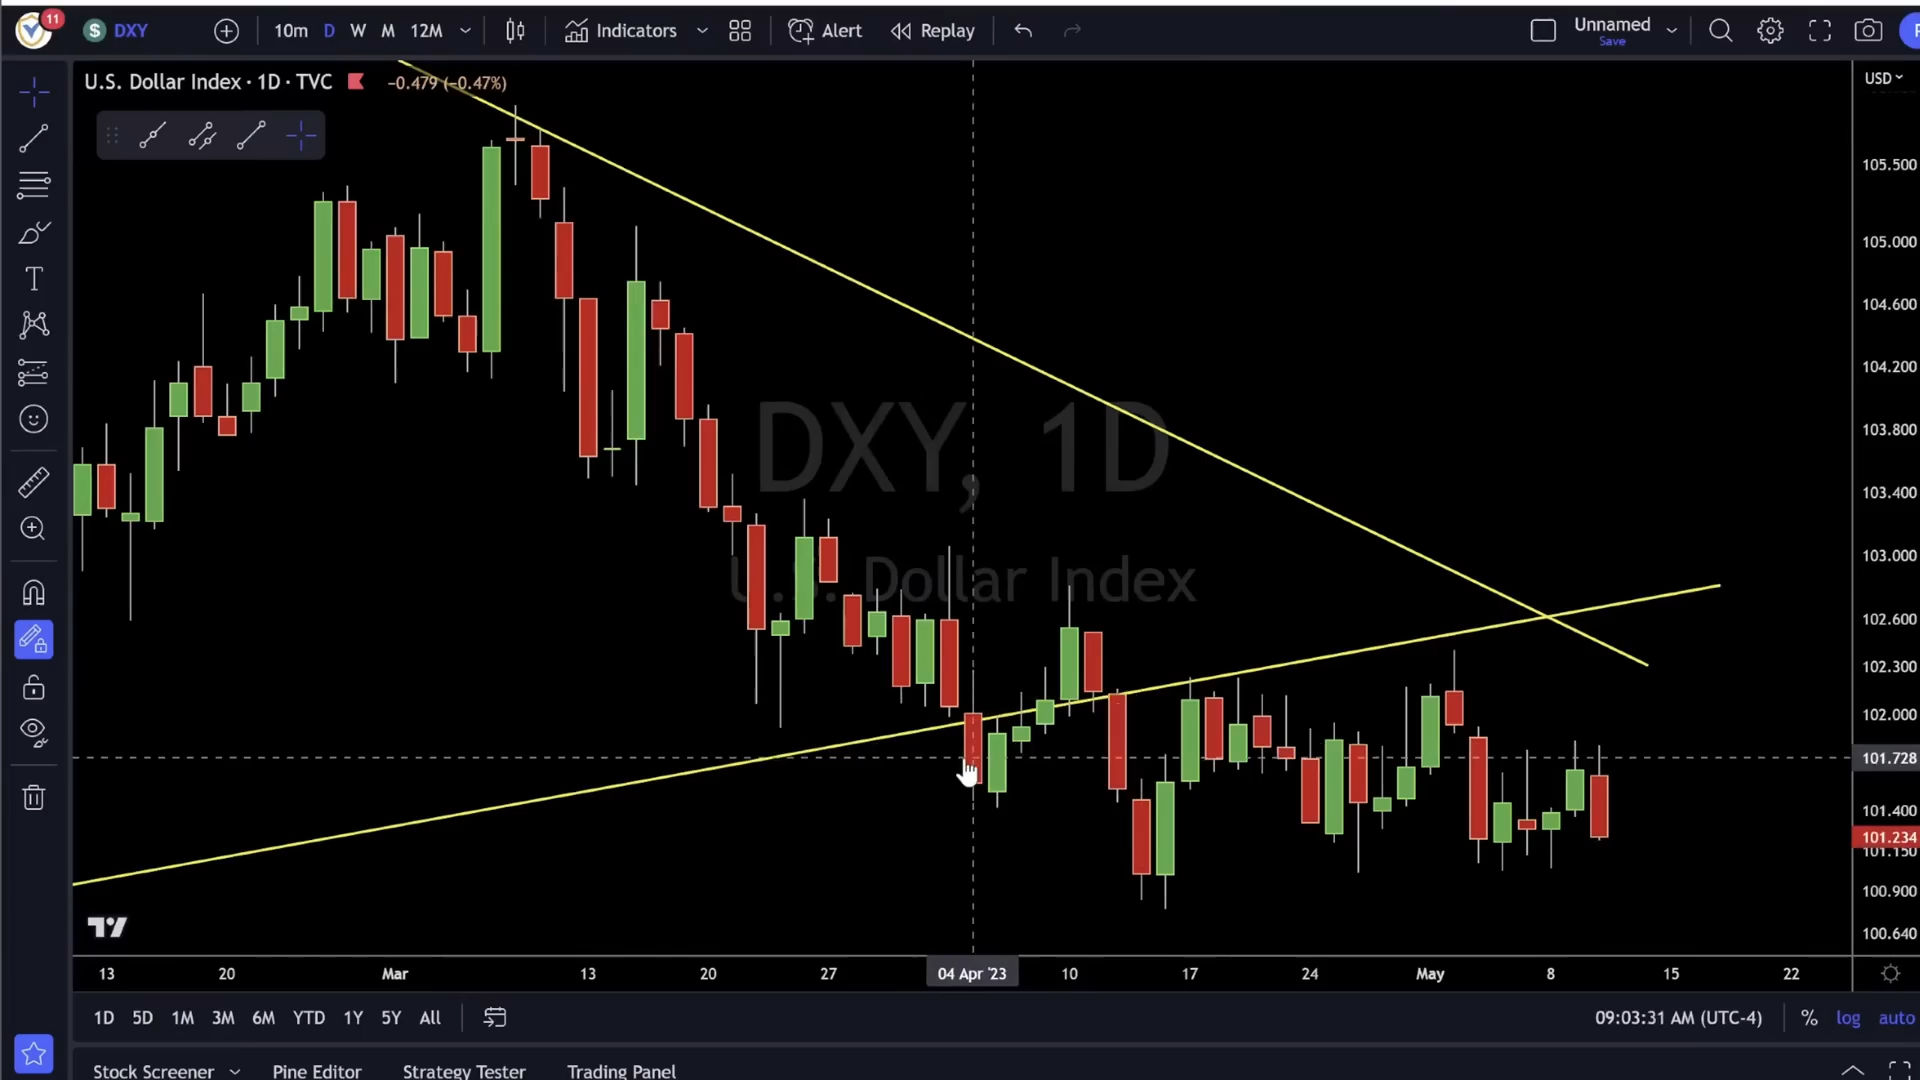 11
$ DXY
10m D W M 12M
Indicators
Alert
Replay
Unnamed
Save
U.S. Dollar Index · 1D · TVC
−0.479 (−0.47%)
USD
T
105.500
105.000
104.600
104.200
103.800
103.400
103.000
102.600
102.300
102.000
101.728
101.400
101.234
101.150
100.900
100.640
DXY, 1D
U.S. Dollar Index
13 20 Mar 13 20 27 04 Apr '23 10 17 24 May 8 15 22
1D 5D 1M 3M 6M YTD 1Y 5Y All
09:03:31 AM (UTC-4)
% log auto
Stock Screener
Pine Editor
Strategy Tester
Trading Panel